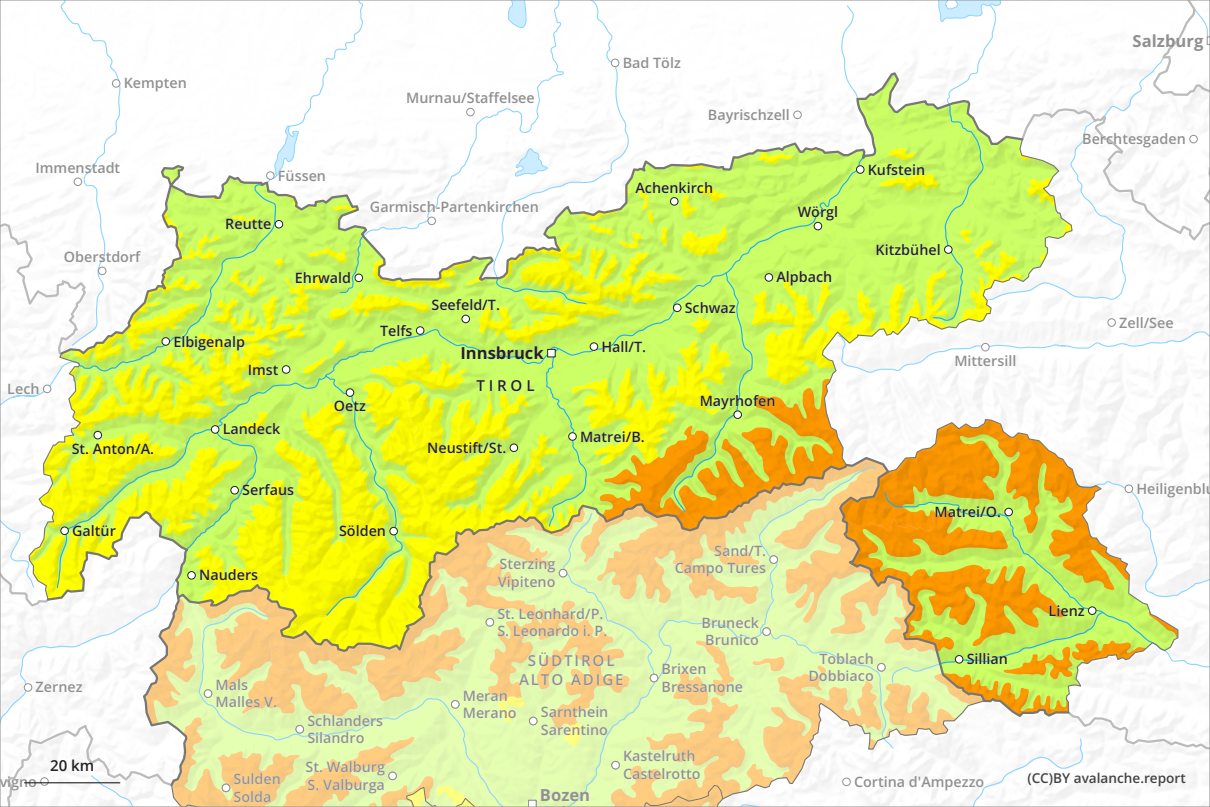 Salzburg
Bad Tölz
Kempten
Murnau/Staffelsee
Bayrischzell
Berchtesgaden
Immenstadt
Füssen
Kufstein
Achenkirch
Garmisch-Partenkirchen
Wörgl
Reutte
Oberstdorf
Kitzbühel
Ehrwald
Alpbach
Seefeld/T.
Schwaz
Zell/See
Telfs
Elbigenalp
Innsbruck
Hall/T.
Mittersill
Imst
TIROL
Lech
Oetz
Mayrhofen
Landeck
Matrei/B.
St. Anton/A.
Neustift/St.
Serfaus
Heiligenblu
Matrei/O.
Galtür
Sölden
Sand/T.
Campo Tures
Sterzing
Vipiteno
Nauders
St. Leonhard/P.
S. Leonardo i. P.
Lienz
Bruneck
Brunico
SÜDTIROL
ALTO ADIGE
Toblach
Dobbiaco
Sillian
Brixen
Bressanone
Zernez
Mals
Malles V.
Meran
Merano
Sarnthein
Sarentino
Schlanders
Silandro
Kastelruth
Castelrotto
20 km
St. Walburg
S. Valburga
vigno
Sulden
Solda
Cortina d'Ampezzo
(CC)BY avalanche.report
Bozen